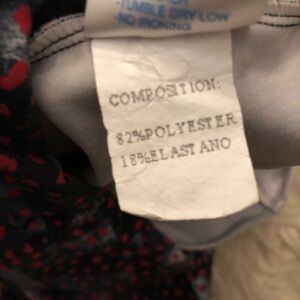 -TUMBLE DRY LOW
-NO IRONING
COMPOSITION:
82%POLYESTER
18%ELASTANO